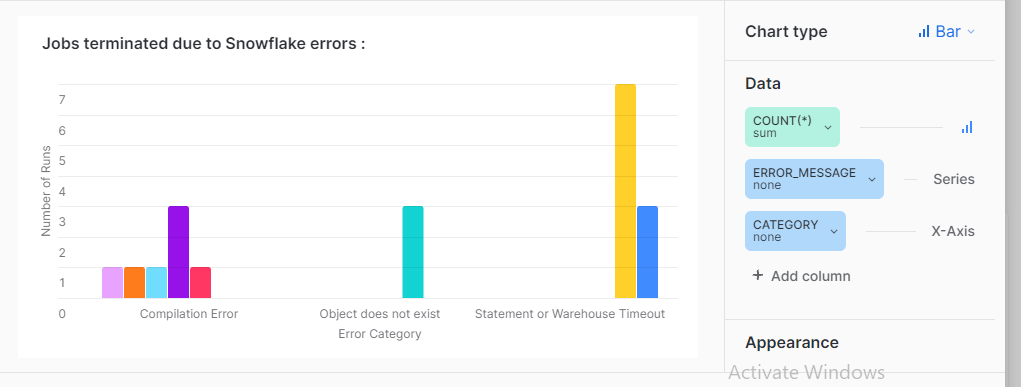 Jobs terminated due to Snowflake errors :
7
6
5
4
3
2
1
0
Number of Runs
Compilation Error
Object does not exist
Statement or Warehouse Timeout
Error Category
Chart type
Bar
Data
COUNT(*)
sum
ERROR_MESSAGE
none
Series
CATEGORY
none
X-Axis
+ Add column
Appearance
Activate Windows